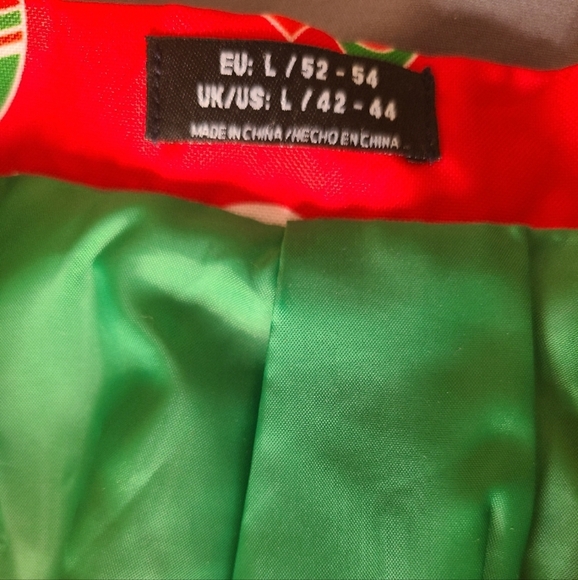 EU: L / 52 - 54
UK/US: L / 42 - 44
MADE IN CHINA / HECHO EN CHINA